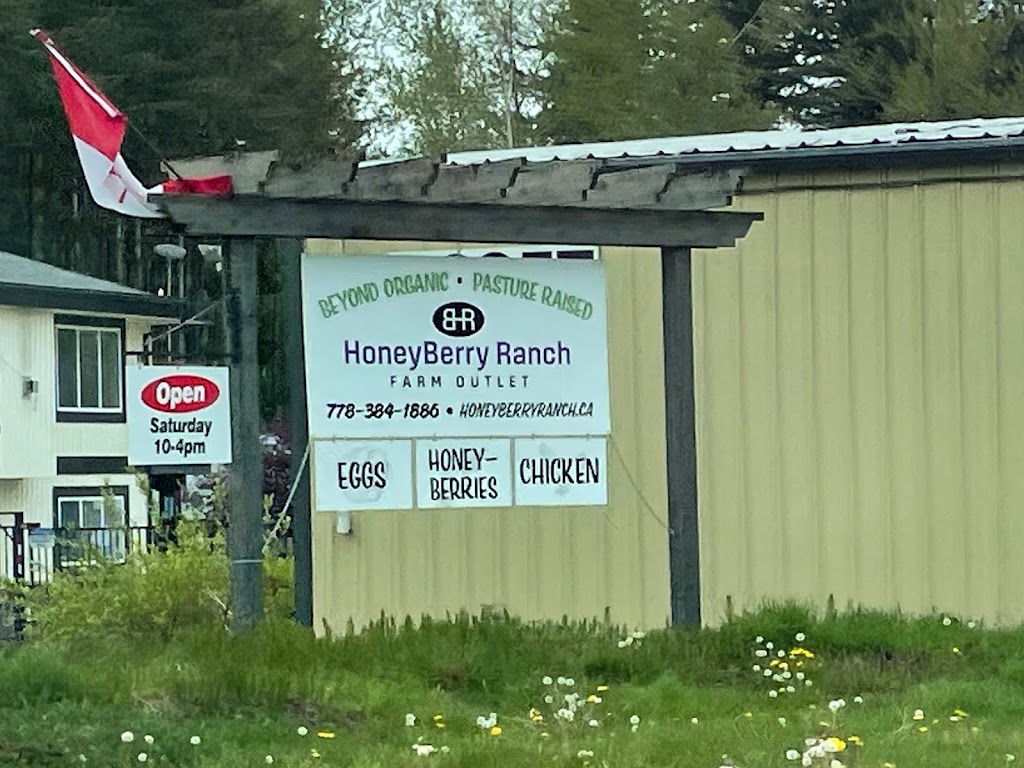 BEYOND ORGANIC • PASTURE RAISED
BHR
HoneyBerry Ranch
FARM OUTLET
778-384-1886 • HONEYBERRYRANCH.CA
EGGS
HONEY-
BERRIES
CHICKEN
Open
Saturday
10-4pm